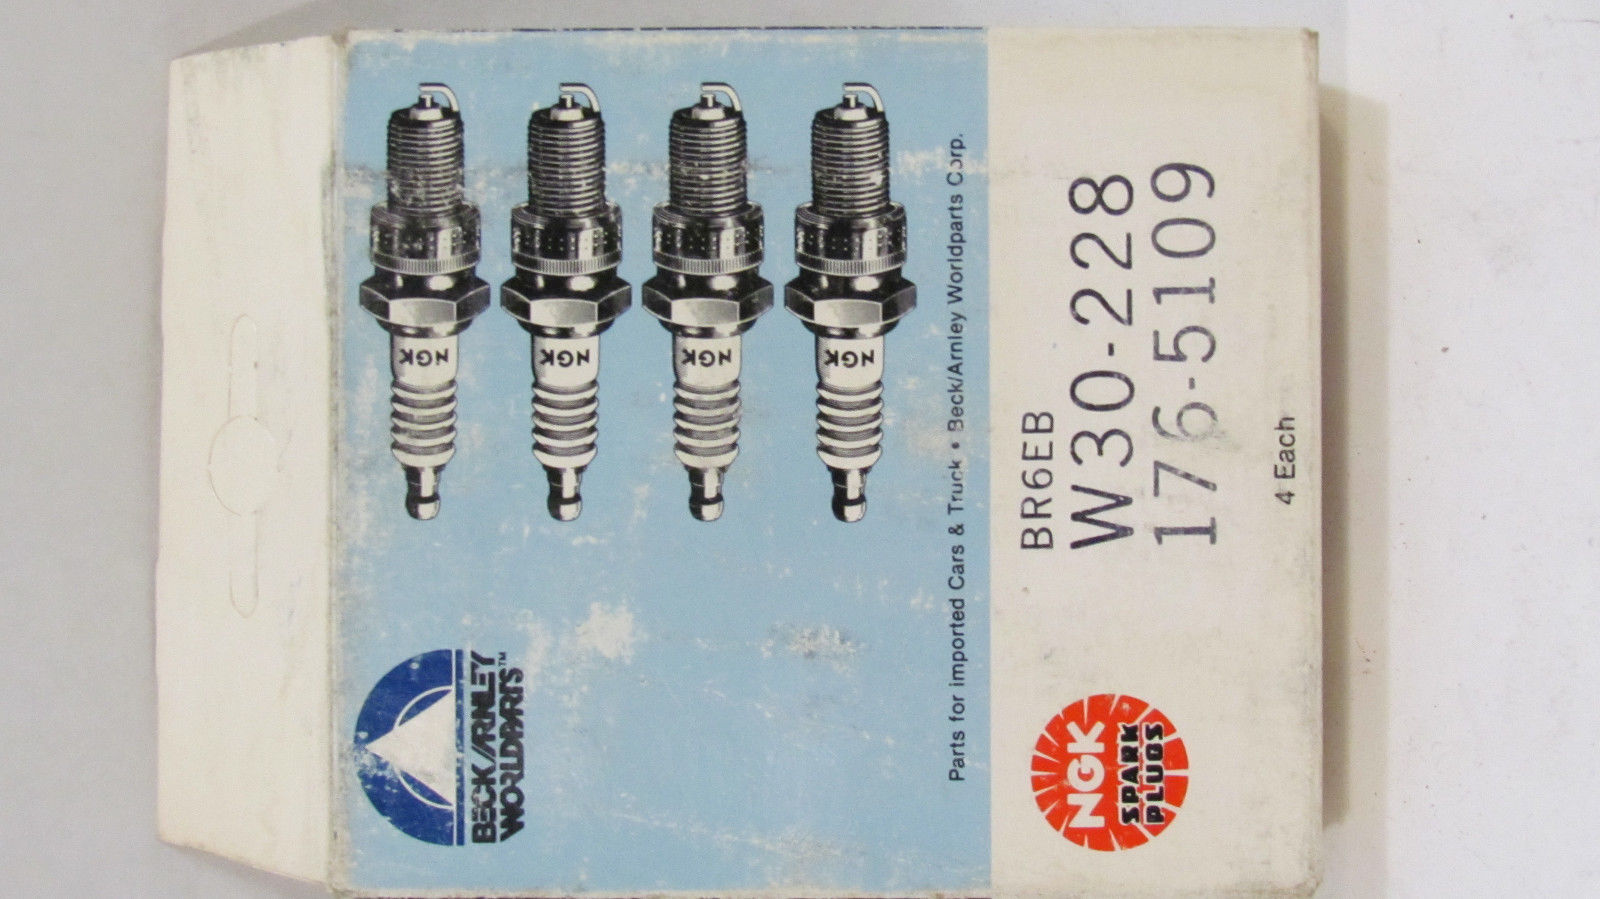 BECK/ARNLEY
WORLDPARTS™
NGK
NGK
NGK
NGK
Parts for imported Cars & Truck • Beck/Arnley Worldparts Corp.
BR6EB
W30-228
176-5109
4 Each
NGK
SPARK
PLUGS